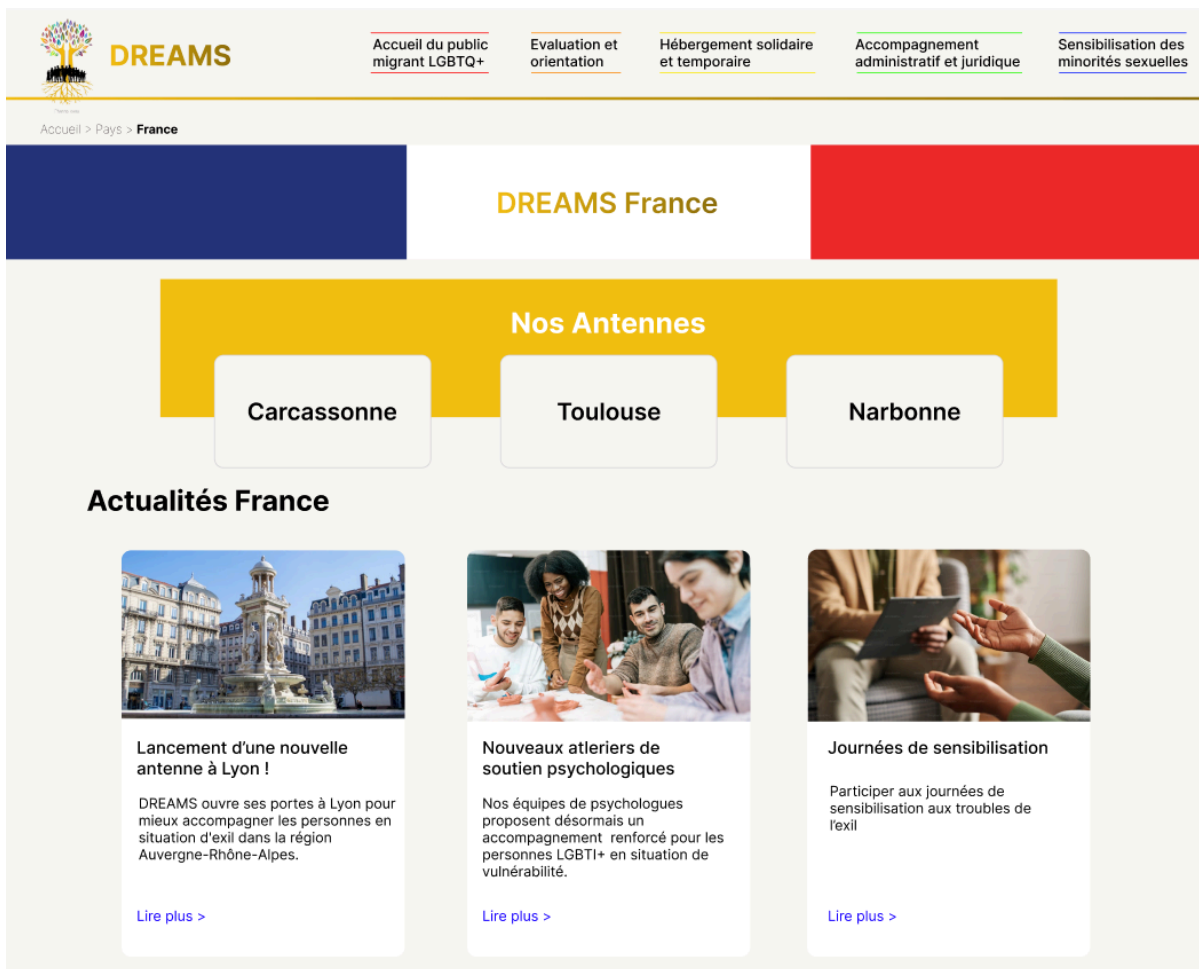 DREAMS
Accueil du public
migrant LGBTQ+
Evaluation et
orientation
Hébergement solidaire
et temporaire
Accompagnement
administratif et juridique
Sensibilisation des
minorités sexuelles
Accueil > Pays > France
DREAMS France
Nos Antennes
Carcassonne
Toulouse
Narbonne
Actualités France
Lancement d'une nouvelle
antenne à Lyon !
DREAMS ouvre ses portes à Lyon pour
mieux accompagner les personnes en
situation d'exil dans la région
Auvergne-Rhône-Alpes.
Lire plus >
Nouveaux atleriers de
soutien psychologiques
Nos équipes de psychologues
proposent désormais un
accompagnement  renforcé pour les
personnes LGBTI+ en situation de
vulnérabilité.
Lire plus >
Journées de sensibilisation
Participer aux journées de
sensibilisation aux troubles de
l'exil
Lire plus >